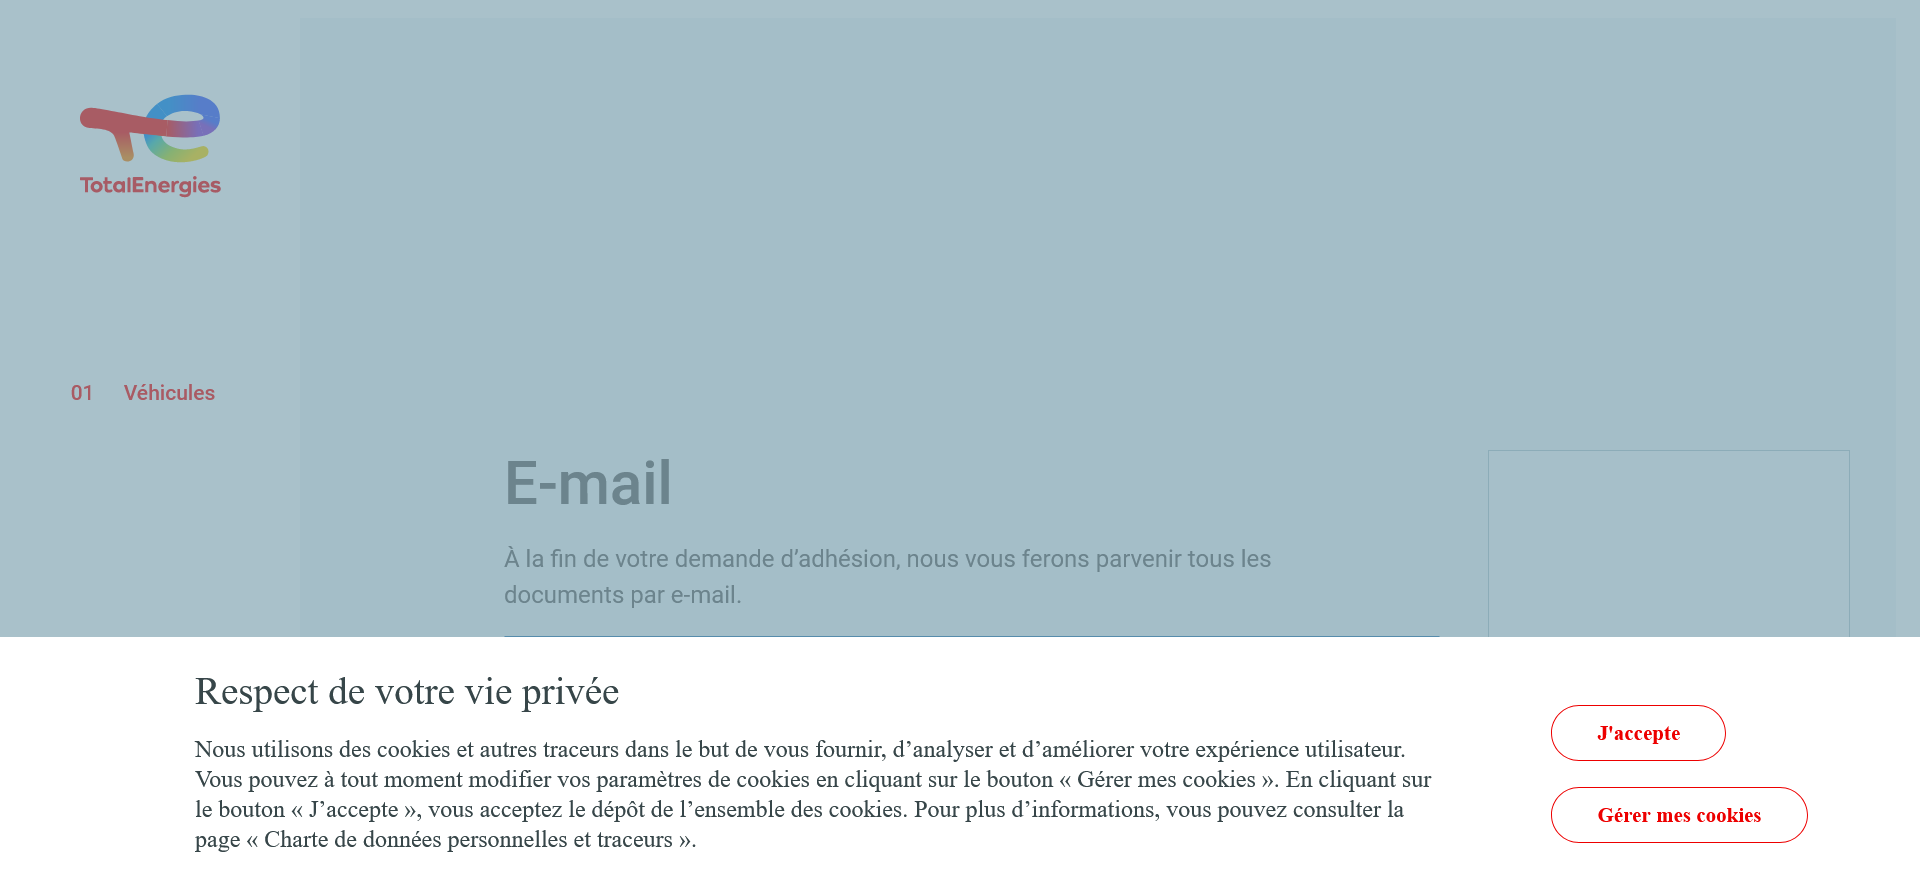 TotalEnergies
01 Véhicules
E-mail
À la fin de votre demande d’adhésion, nous vous ferons parvenir tous les
documents par e-mail.
Respect de votre vie privée
Nous utilisons des cookies et autres traceurs dans le but de vous fournir, d’analyser et d’améliorer votre expérience utilisateur.
Vous pouvez à tout moment modifier vos paramètres de cookies en cliquant sur le bouton « Gérer mes cookies ». En cliquant sur
le bouton « J’accepte », vous acceptez le dépôt de l’ensemble des cookies. Pour plus d’informations, vous pouvez consulter la
page « Charte de données personnelles et traceurs ».
J'accepte
Gérer mes cookies